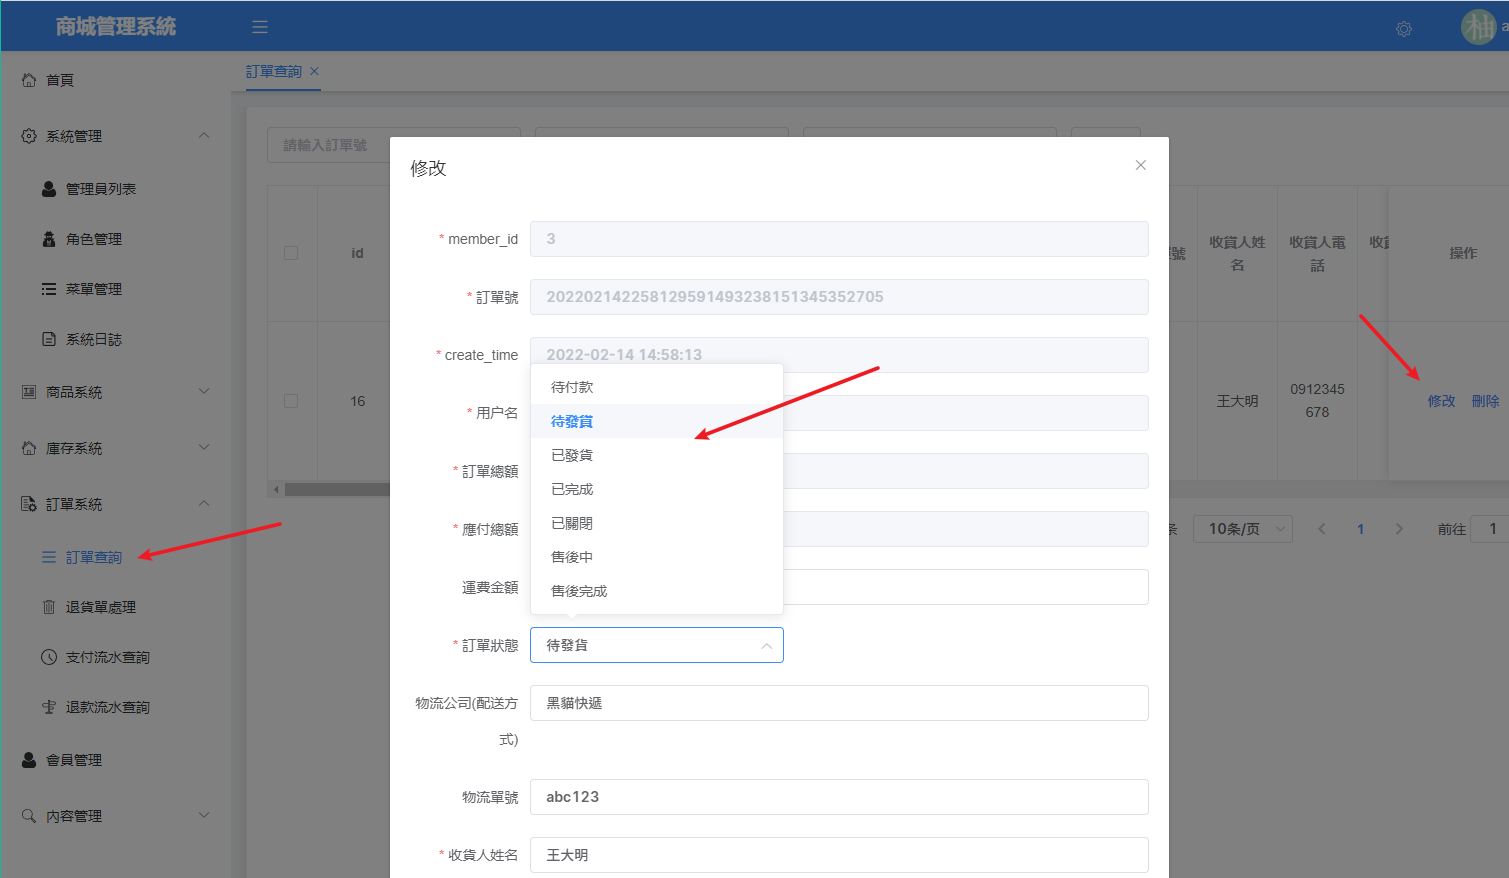 商城管理系統
柚
a
首頁
系統管理
管理員列表
角色管理
菜單管理
系統日誌
商品系統
庫存系統
訂單系統
訂單查詢
退貨單處理
支付流水查詢
退款流水查詢
會員管理
內容管理
訂單查詢
請輸入訂單號
id
號
收貨人姓名
收貨人電話
收貨
操作
16
王大明
0912345
678
修改 刪除
条
10条/页
1
前往
1
修改
* member_id
3
* 訂單號
202202142258129591493238151345352705
* create_time
2022-02-14 14:58:13
* 用户名
* 訂單總額
* 應付總額
運費金額
待付款
待發貨
已發貨
已完成
已關閉
售後中
售後完成
* 訂單狀態
待發貨
物流公司(配送方
式)
黑貓快遞
物流單號
abc123
* 收貨人姓名
王大明